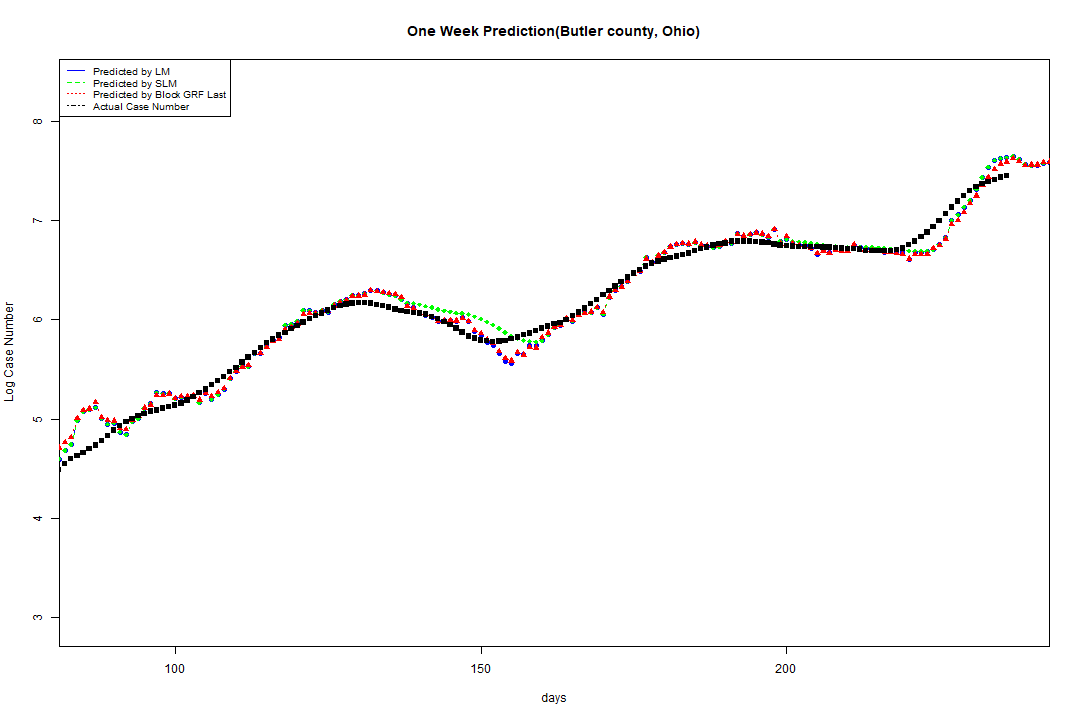 One Week Prediction(Butler county, Ohio)
Predicted by LM
Predicted by SLM
Predicted by Block GRF Last
Actual Case Number
8
7
6
5
4
3
Log Case Number
100 150 200
days